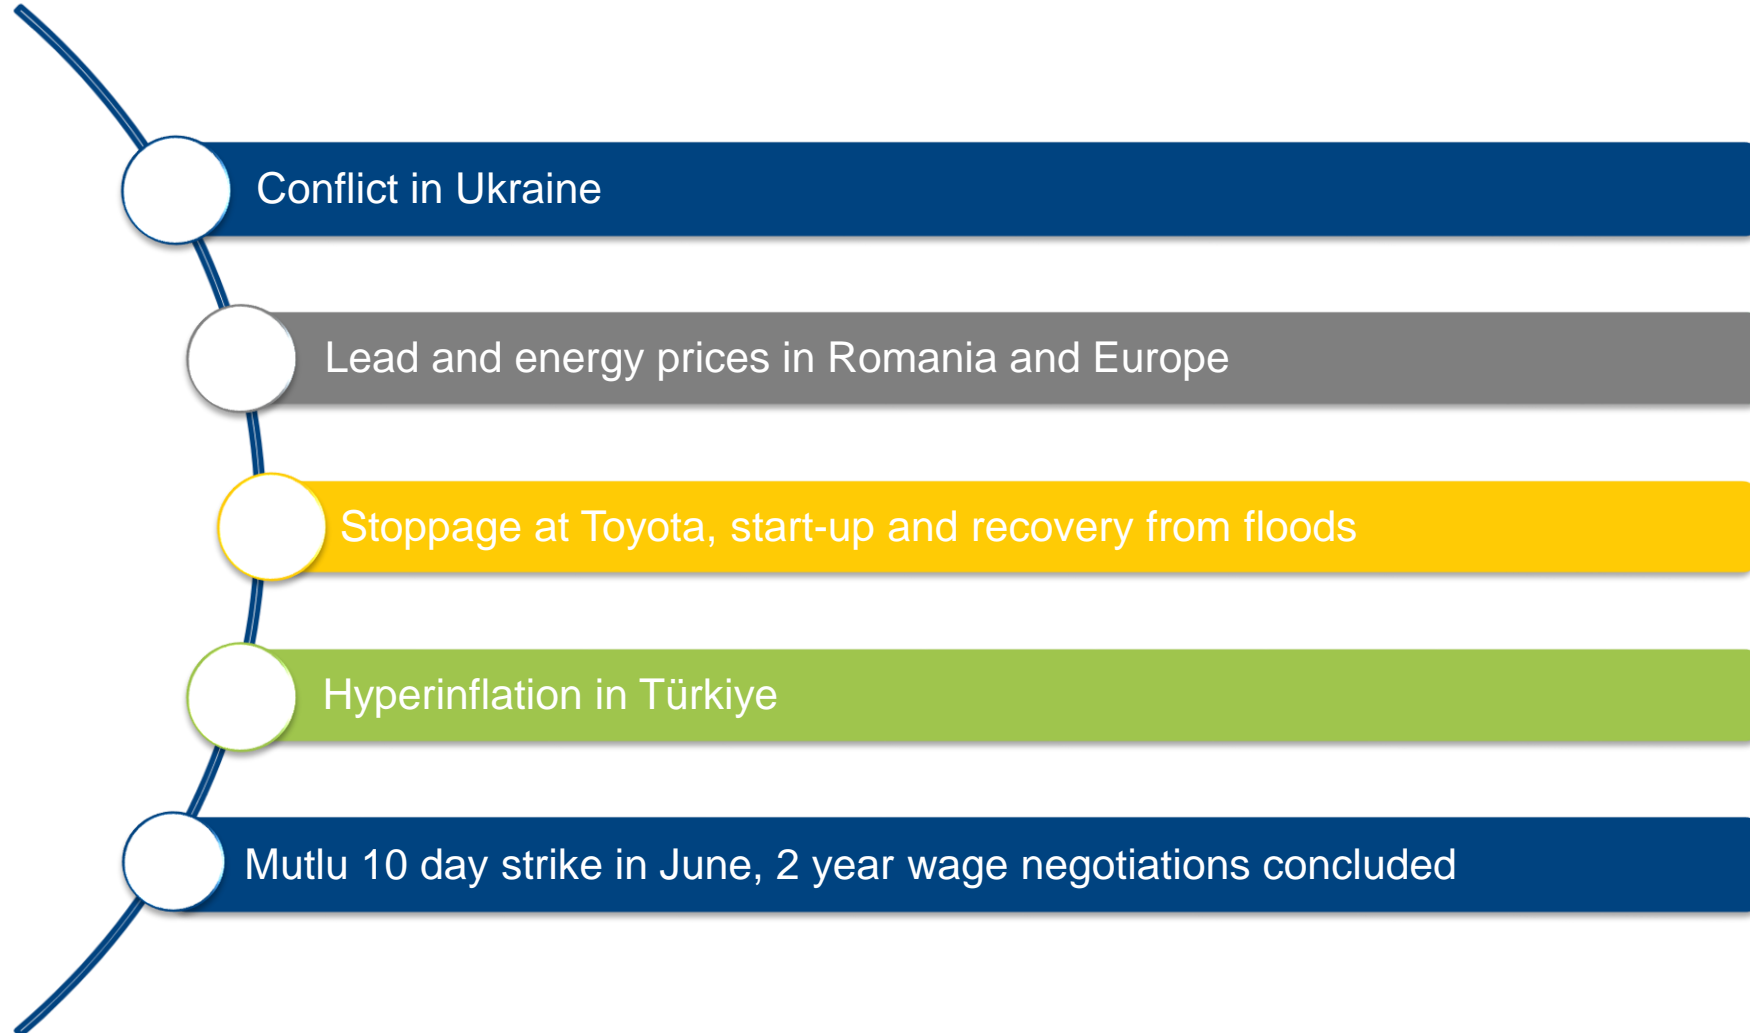 Conflict in Ukraine
Lead and energy prices in Romania and Europe
Stoppage at Toyota, start-up and recovery from floods
Hyperinflation in Türkiye
Mutlu 10 day strike in June, 2 year wage negotiations concluded